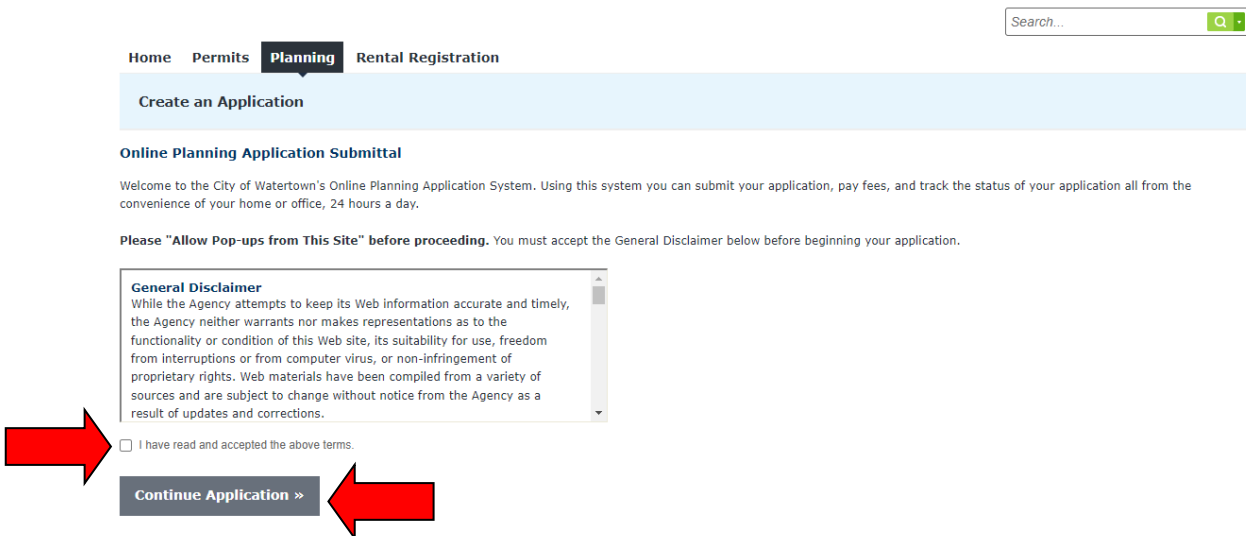 Search...
Home Permits Planning Rental Registration
Create an Application
Online Planning Application Submittal
Welcome to the City of Watertown's Online Planning Application System. Using this system you can submit your application, pay fees, and track the status of your application all from the
convenience of your home or office, 24 hours a day.
Please "Allow Pop-ups from This Site" before proceeding. You must accept the General Disclaimer below before beginning your application.
General Disclaimer
While the Agency attempts to keep its Web information accurate and timely,
the Agency neither warrants nor makes representations as to the
functionality or condition of this Web site, its suitability for use, freedom
from interruptions or from computer virus, or non-infringement of
proprietary rights. Web materials have been compiled from a variety of
sources and are subject to change without notice from the Agency as a
result of updates and corrections.
I have read and accepted the above terms.
Continue Application »